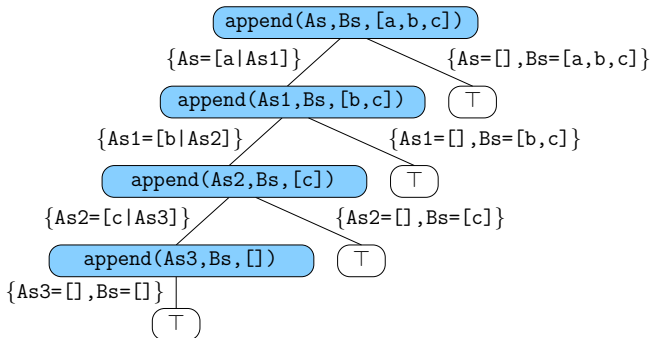 append(As,Bs,[a,b,c])
{As=[a|As1]} {As=[],Bs=[a,b,c]}
append(As1,Bs,[b,c]) ⊤
{As1=[b|As2]} {As1=[],Bs=[b,c]}
append(As2,Bs,[c]) ⊤
{As2=[c|As3]} {As2=[],Bs=[c]}
append(As3,Bs,[]) ⊤
{As3=[],Bs=[]}
⊤